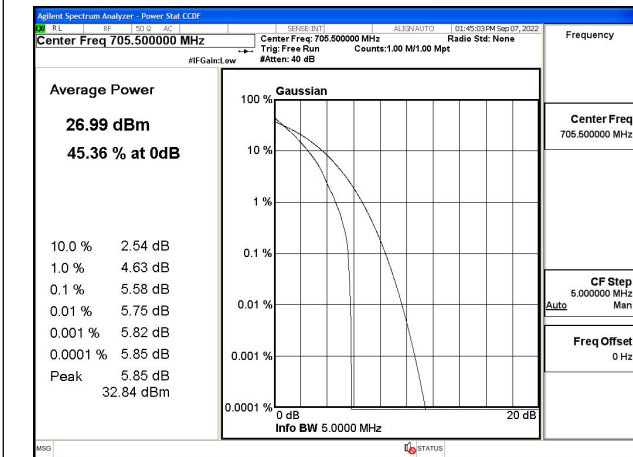 Agilent Spectrum Analyzer - Power Stat CCDF
LXI RL RF 50 Ω AC SENSE:INT ALIGN AUTO 01:45:03 PM Sep 07, 2022
Center Freq 705.500000 MHz
Center Freq: 705.500000 MHz Radio Std: None
Trig: Free Run Counts:1.00 M/1.00 Mpt
#IFGain:Low #Atten: 40 dB
Frequency
Average Power
26.99 dBm
45.36 % at 0dB
10.0 % 2.54 dB
1.0 % 4.63 dB
0.1 % 5.58 dB
0.01 % 5.75 dB
0.001 % 5.82 dB
0.0001 % 5.85 dB
Peak 5.85 dB
32.84 dBm
Gaussian
100 %
10 %
1 %
0.1 %
0.01 %
0.001 %
0.0001 %
0 dB 20 dB
Info BW 5.0000 MHz
Center Freq
705.500000 MHz
CF Step
5.000000 MHz
Auto Man
Freq Offset
0 Hz
MSG STATUS